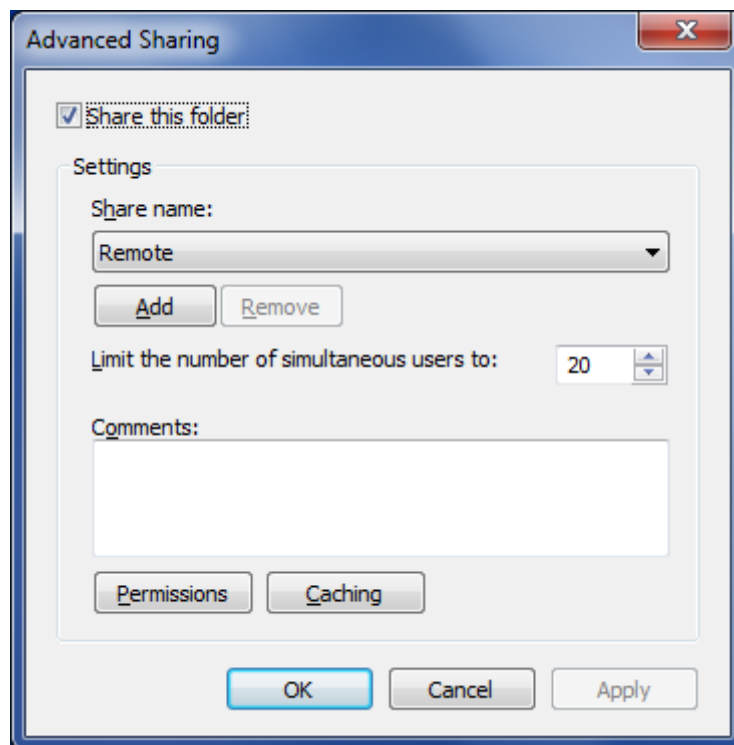 Advanced Sharing
Share this folder
Settings
Share name:
Remote
Add Remove
Limit the number of simultaneous users to: 20
Comments:
Permissions Caching
OK Cancel Apply